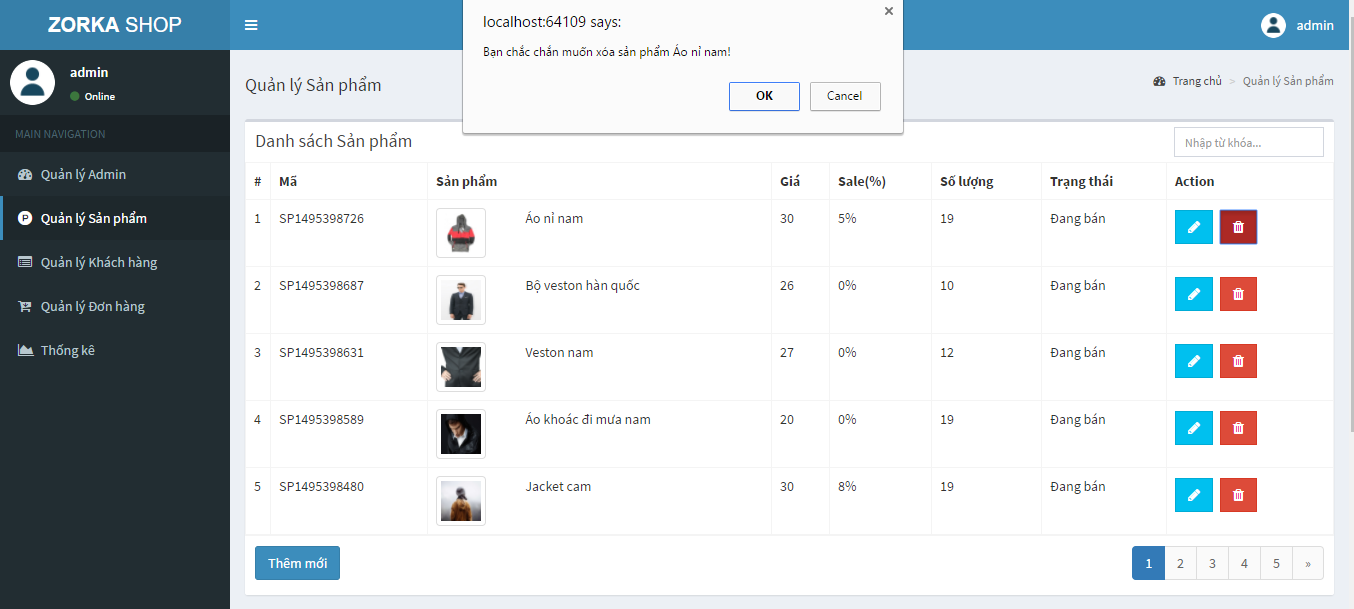 ZORKA SHOP
admin
localhost:64109 says:
Bạn chắc chắn muốn xóa sản phẩm Áo nỉ nam!
OK
Cancel
admin
Online
MAIN NAVIGATION
Quản lý Admin
Quản lý Sản phẩm
Quản lý Khách hàng
Quản lý Đơn hàng
Thống kê
Quản lý Sản phẩm
Trang chủ > Quản lý Sản phẩm
Danh sách Sản phẩm
Nhập từ khóa...
# Mã Sản phẩm Giá Sale(%) Số lượng Trạng thái Action
1 SP1495398726 Áo nỉ nam 30 5% 19 Đang bán
2 SP1495398687 Bộ veston hàn quốc 26 0% 10 Đang bán
3 SP1495398631 Veston nam 27 0% 12 Đang bán
4 SP1495398589 Áo khoác đi mưa nam 20 0% 19 Đang bán
5 SP1495398480 Jacket cam 30 8% 19 Đang bán
Thêm mới
1 2 3 4 5 »